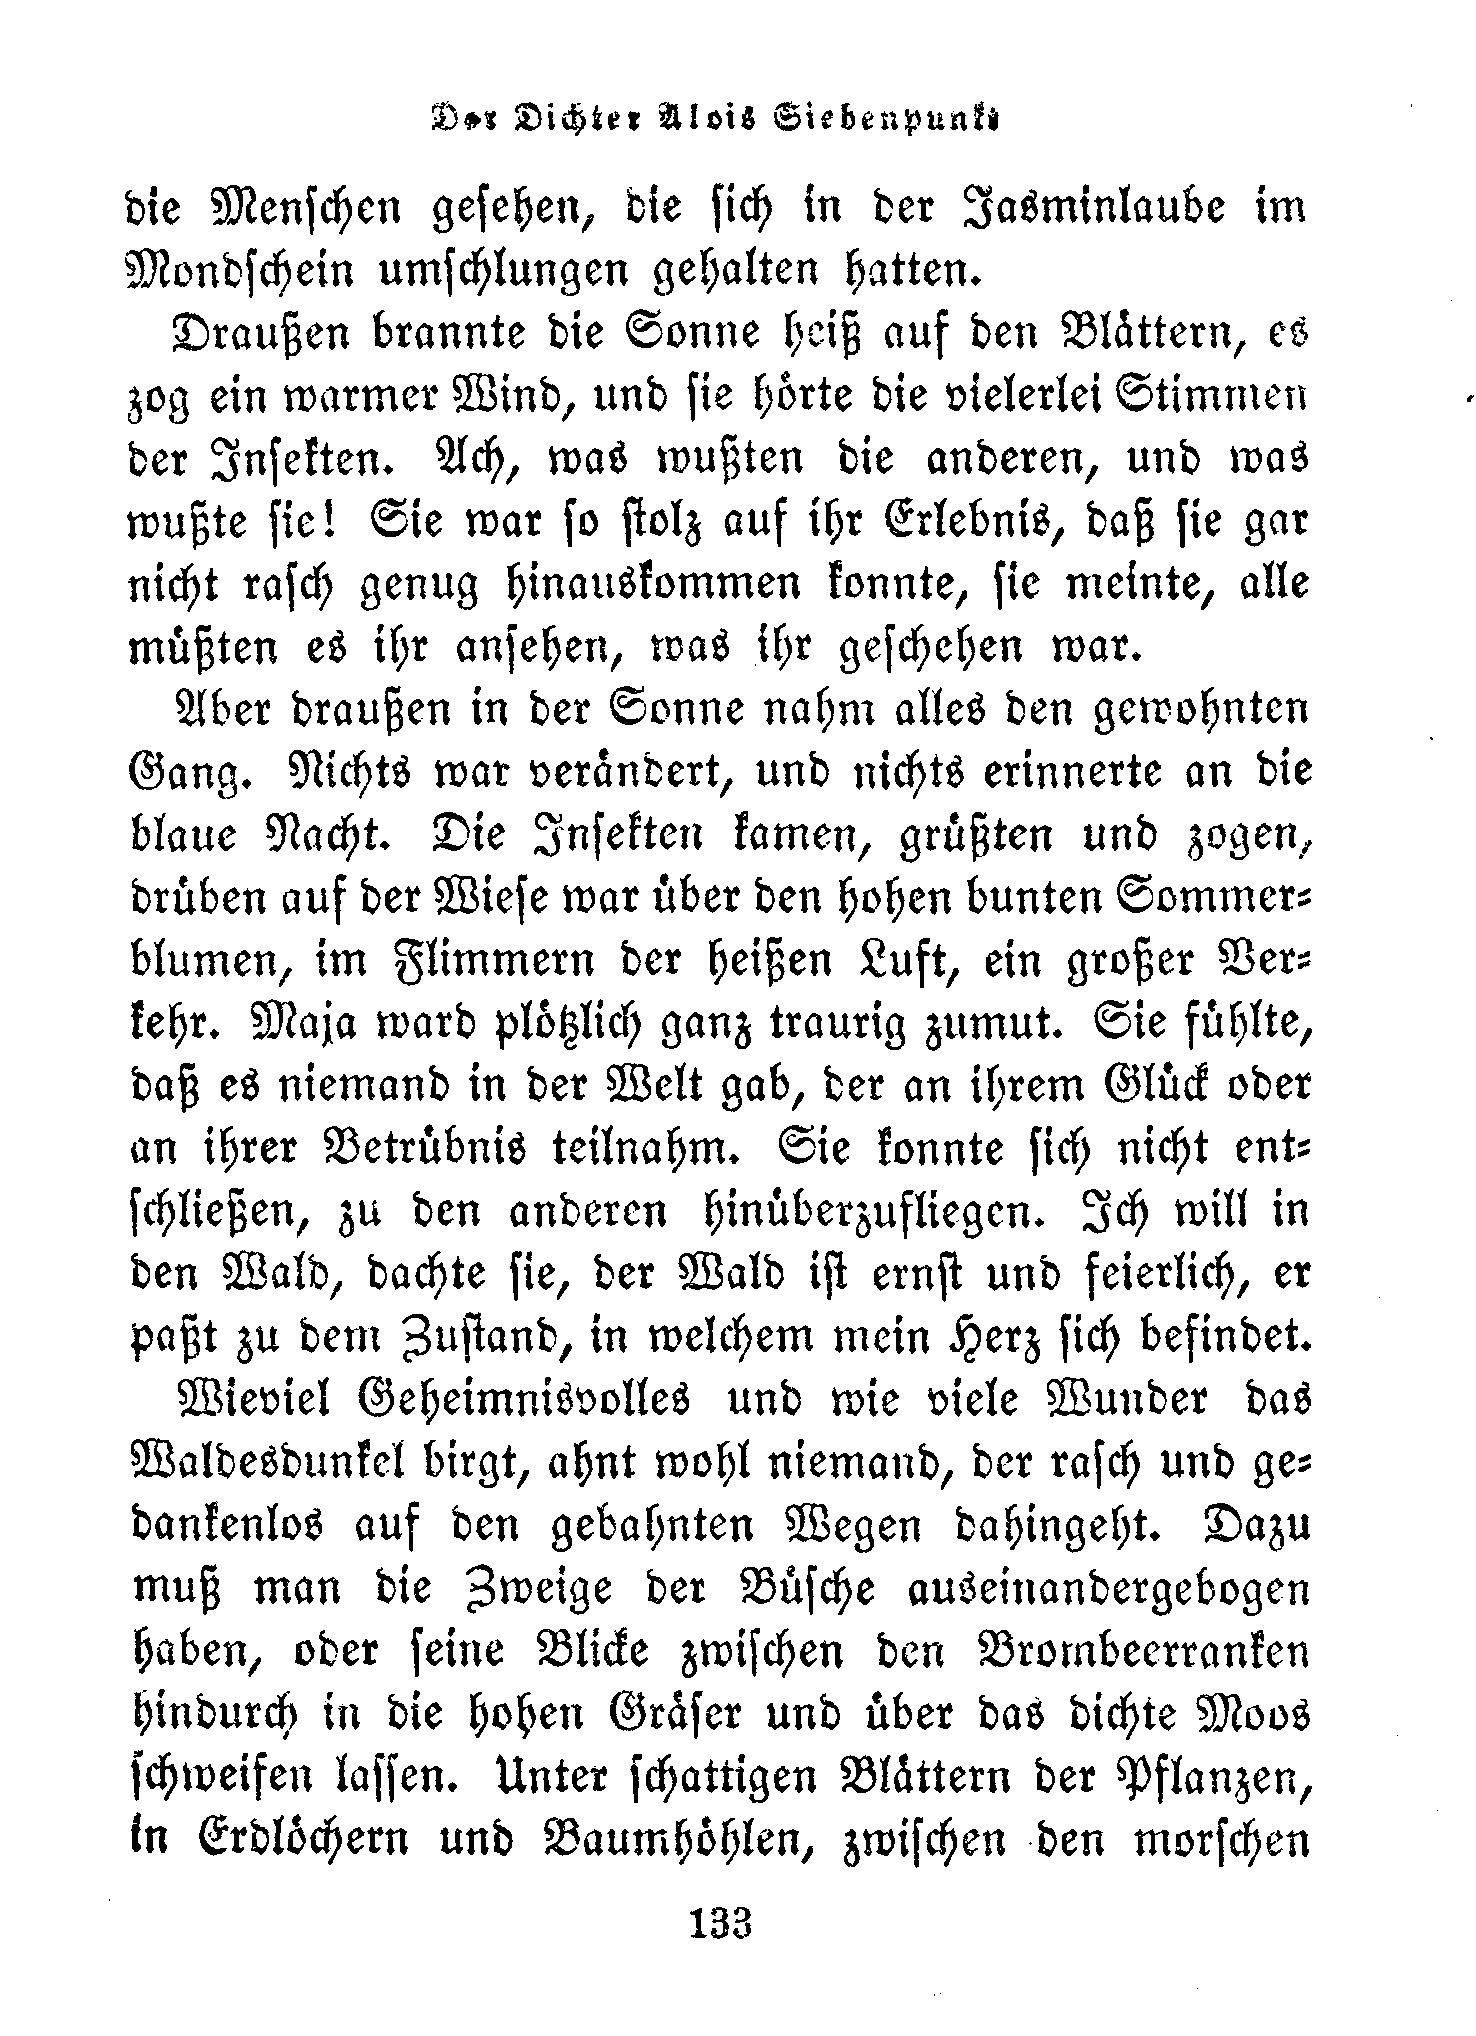 Der Dichter Alois Siebenpunkt
die Menschen gesehen, die sich in der Jasminlaube im
Mondschein umschlungen gehalten hatten.
Draußen brannte die Sonne heiß auf den Blättern, es
zog ein warmer Wind, und sie hörte die vielerlei Stimmen
der Insekten. Ach, was wußten die anderen, und was
wußte sie! Sie war so stolz auf ihr Erlebnis, daß sie gar
nicht rasch genug hinauskommen konnte, sie meinte, alle
müßten es ihr ansehen, was ihr geschehen war.
Aber draußen in der Sonne nahm alles den gewohnten
Gang. Nichts war verändert, und nichts erinnerte an die
blaue Nacht. Die Insekten kamen, grüßten und zogen,
drüben auf der Wiese war über den hohen bunten Sommer-
blumen, im Flimmern der heißen Luft, ein großer Ver-
kehr. Maja ward plötzlich ganz traurig zumut. Sie fühlte,
daß es niemand in der Welt gab, der an ihrem Glück oder
an ihrer Betrübnis teilnahm. Sie konnte sich nicht ent-
schließen, zu den anderen hinüberzufliegen. Ich will in
den Wald, dachte sie, der Wald ist ernst und feierlich, er
paßt zu dem Zustand, in welchem mein Herz sich befindet.
Wieviel Geheimnisvolles und wie viele Wunder das
Waldesdunkel birgt, ahnt wohl niemand, der rasch und ge-
dankenlos auf den gebahnten Wegen dahingeht. Dazu
muß man die Zweige der Büsche auseinandergebogen
haben, oder seine Blicke zwischen den Brombeerranken
hindurch in die hohen Gräser und über das dichte Moos
schweifen lassen. Unter schattigen Blättern der Pflanzen,
in Erdlöchern und Baumhöhlen, zwischen den morschen
133